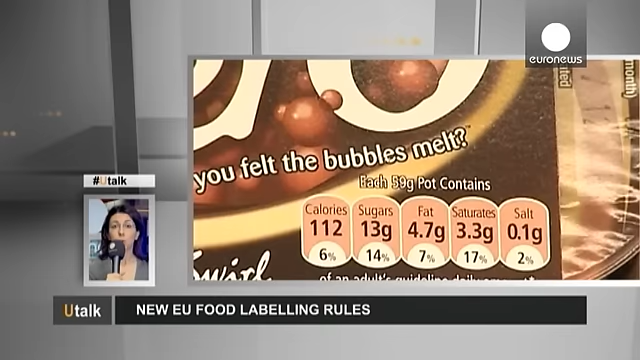 euronews
you felt the bubbles melt?
Each 59g Pot Contains
Calories Sugars Fat Saturates Salt
112 13g 4.7g 3.3g 0.1g
6% 14% 7% 17% 2%
of an adult's guideline daily
Swirl
#Utalk
Utalk NEW EU FOOD LABELLING RULES